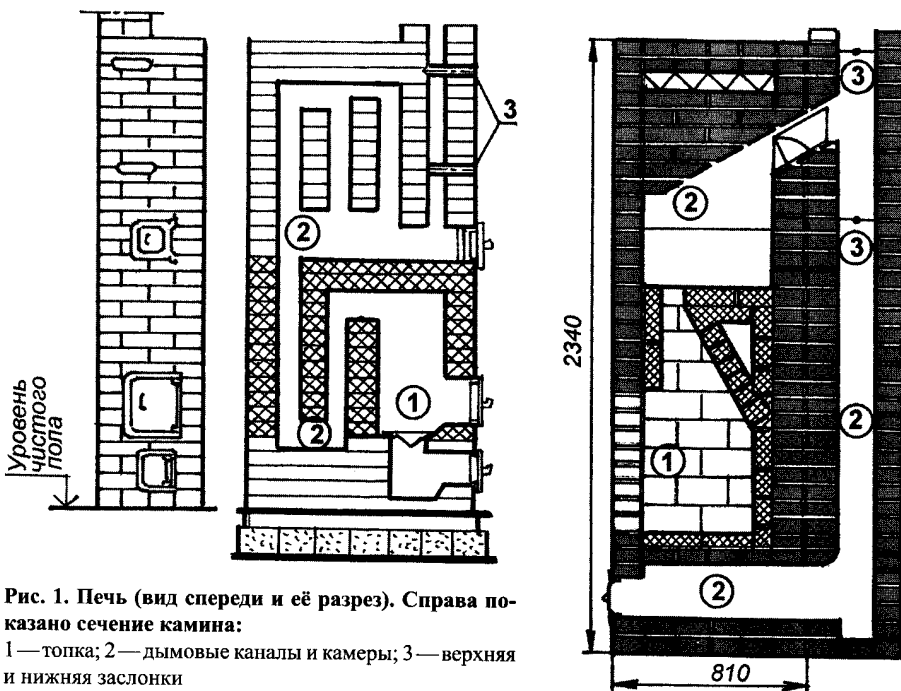 3
2
1
2
Уровень
чистого
пола
3
2
3
2340
2
1
2
810
Рис. 1. Печь (вид спереди и её разрез). Справа по-
казано сечение камина:
1—топка; 2—дымовые каналы и камеры; 3—верхняя
и нижняя заслонки